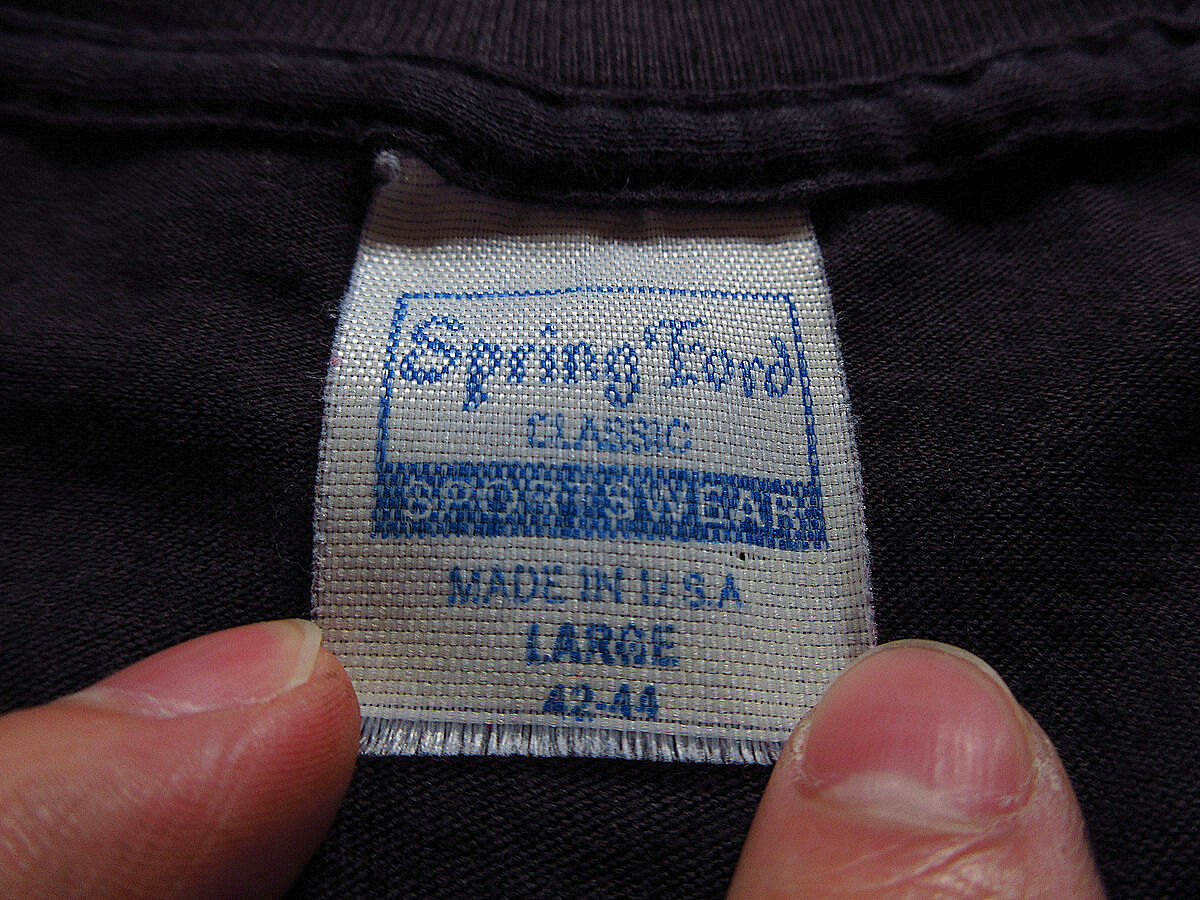 Spring Ford
CLASSIC
SPORTSWEAR
MADE IN U.S.A
LARGE
42-44